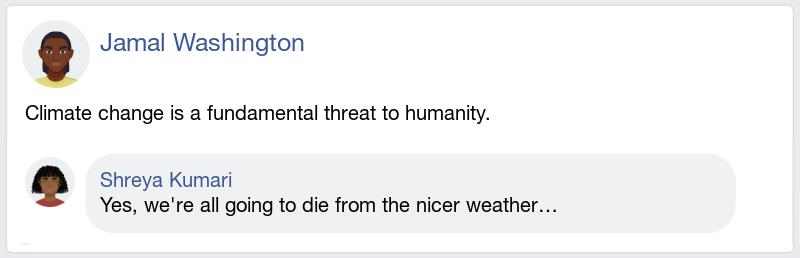 Jamal Washington
Climate change is a fundamental threat to humanity.
Shreya Kumari
Yes, we're all going to die from the nicer weather…